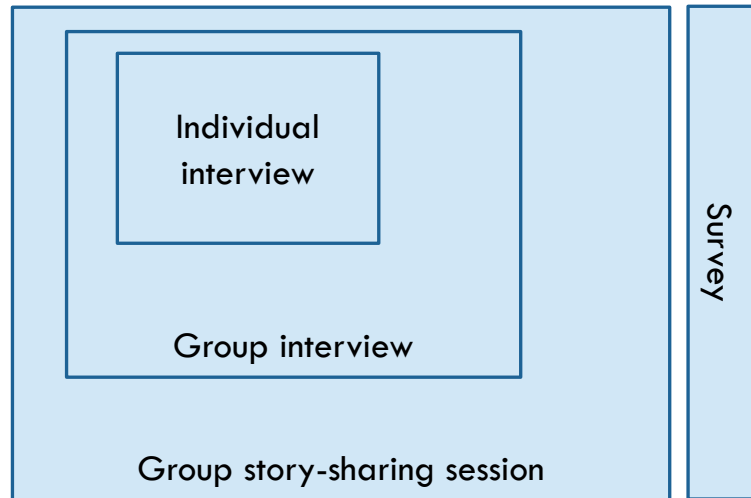 Individual
interview
Group interview
Group story-sharing session
Survey